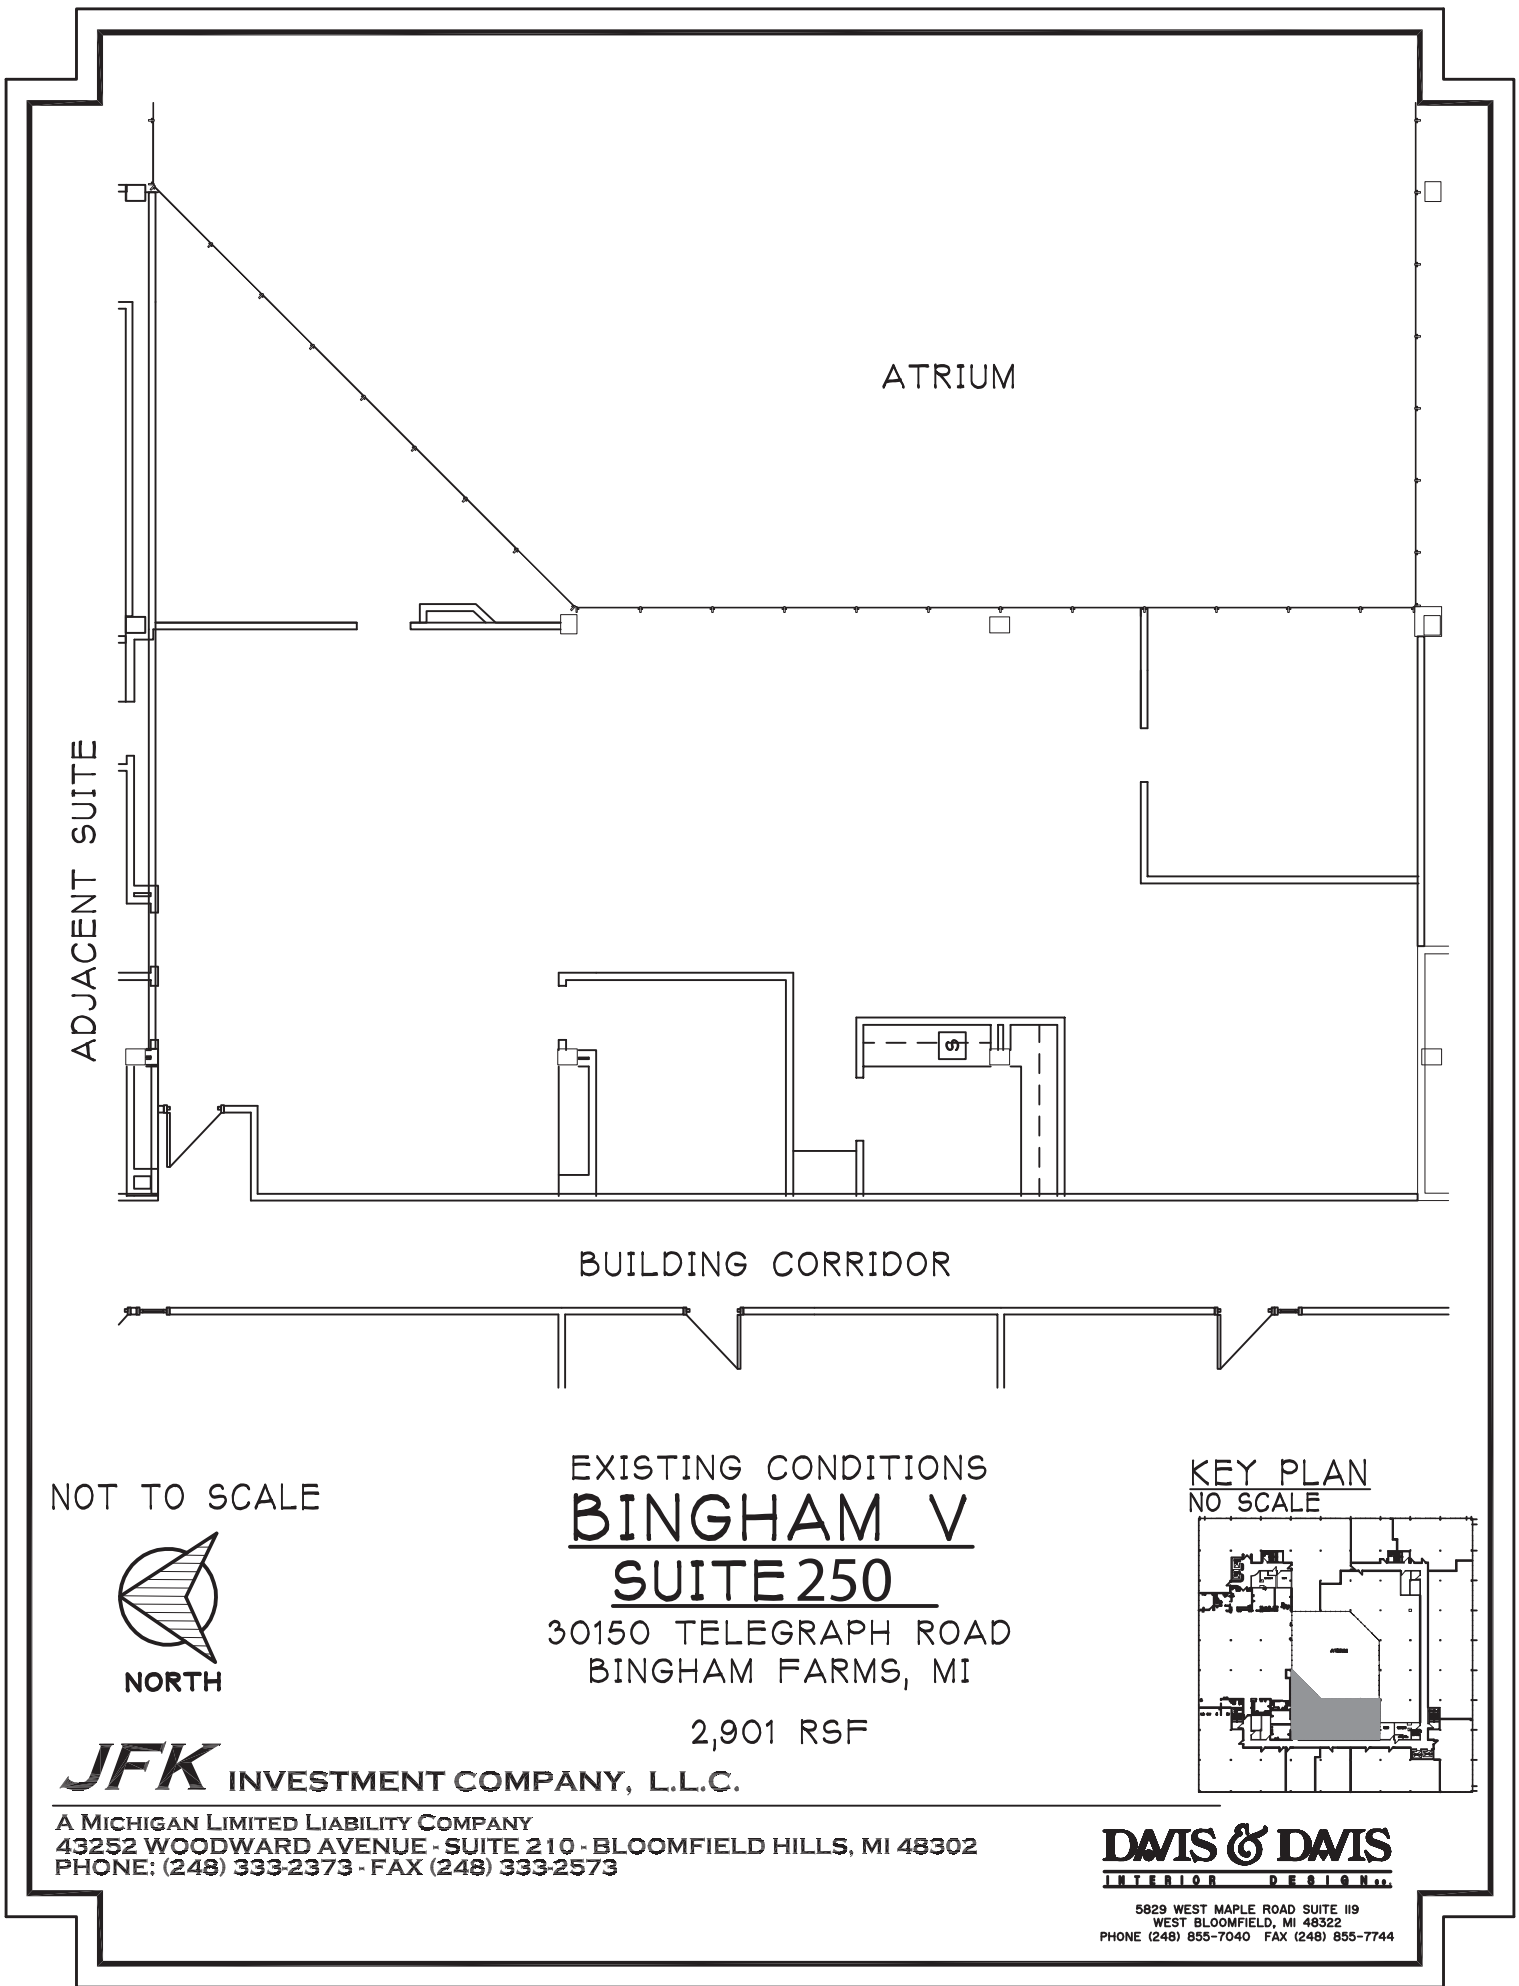 ATRIUM
ADJACENT SUITE
S
BUILDING CORRIDOR
NOT TO SCALE
NORTH
EXISTING CONDITIONS
BINGHAM V
SUITE 250
30150 TELEGRAPH ROAD
BINGHAM FARMS, MI
2,901 RSF
KEY PLAN
NO SCALE
JFK INVESTMENT COMPANY, L.L.C.
A MICHIGAN LIMITED LIABILITY COMPANY
43252 WOODWARD AVENUE - SUITE 210 - BLOOMFIELD HILLS, MI 48302
PHONE: (248) 333-2373 - FAX (248) 333-2573
DAVIS & DAVIS
INTERIOR DESIGN
5829 WEST MAPLE ROAD SUITE 119
WEST BLOOMFIELD, MI 48322
PHONE (248) 855-7040 FAX (248) 855-7744